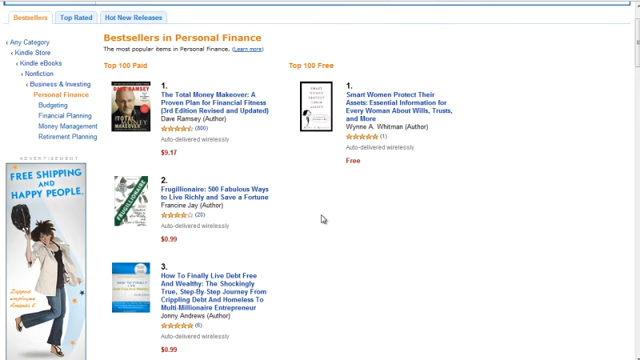 Bestsellers
Top Rated
Hot New Releases
‹ Any Category
‹ Kindle Store
‹ Kindle eBooks
‹ Nonfiction
‹ Business & Investing
Personal Finance
Budgeting
Financial Planning
Money Management
Retirement Planning
ADVERTISEMENT
FREE SHIPPING
AND
HAPPY PEOPLE.
Zappos
employee
Bestsellers in Personal Finance
The most popular items in Personal Finance. (Learn more)
Top 100 Paid
1.
The Total Money Makeover: A
Proven Plan for Financial Fitness
(3rd Edition Revised and Updated)
Dave Ramsey (Author)
(800)
Auto-delivered wirelessly
$9.17
2.
Frugillionaire: 500 Fabulous Ways
to Live Richly and Save a Fortune
Francine Jay (Author)
(28)
Auto-delivered wirelessly
$0.99
3.
How To Finally Live Debt Free
And Wealthy: The Shockingly
True, Step-By-Step Journey From
Crippling Debt And Homeless To
Multi-Millionaire Entrepreneur
Jonny Andrews (Author)
(6)
Auto-delivered wirelessly
$0.99
Top 100 Free
1.
Smart Women Protect Their
Assets: Essential Information for
Every Woman About Wills, Trusts,
and More
Wynne A. Whitman (Author)
(1)
Auto-delivered wirelessly
Free